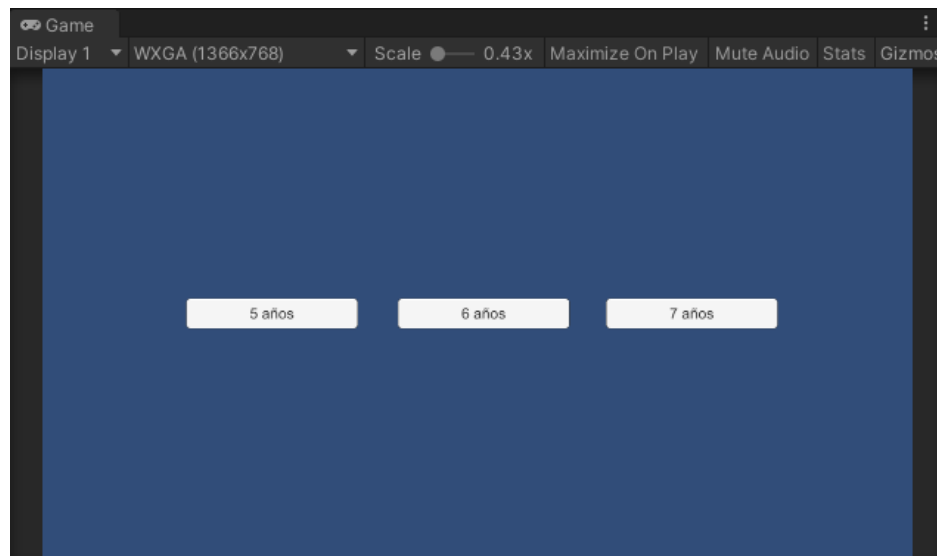 Game
Display 1 WXGA (1366x768) Scale 0.43x Maximize On Play Mute Audio Stats Gizmos
5 años 6 años 7 años